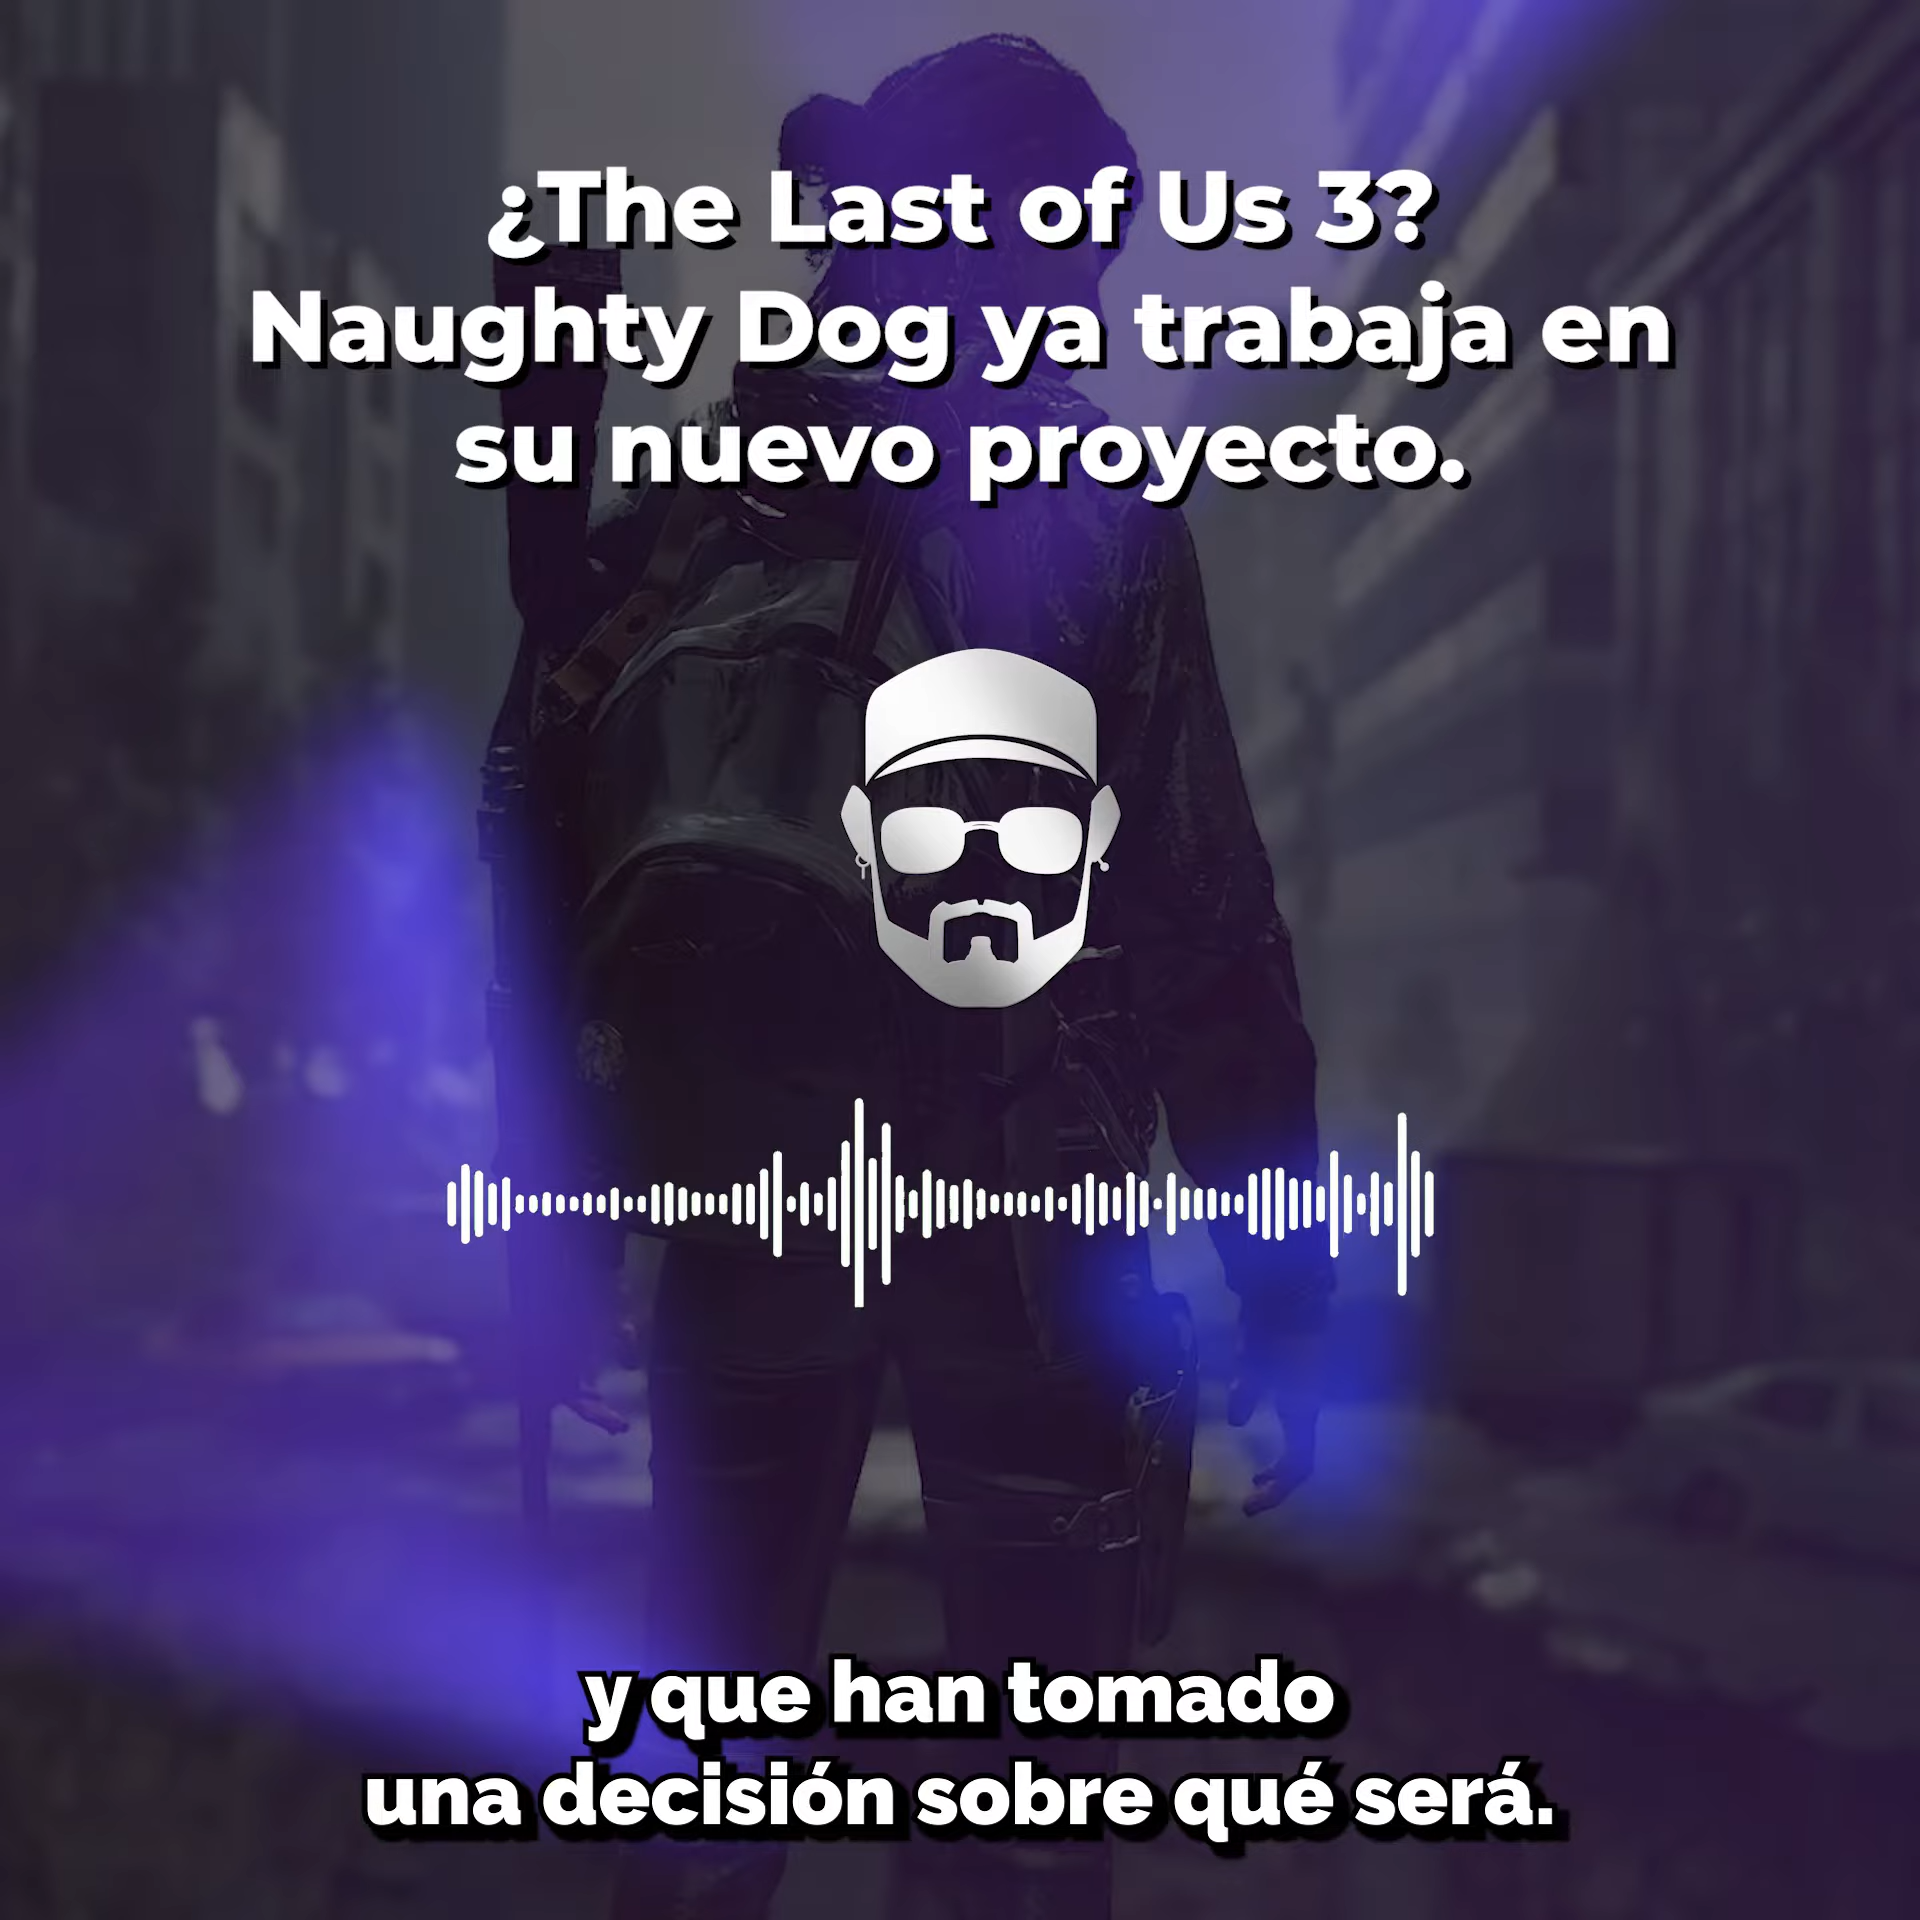 ¿The Last of Us 3?
Naughty Dog ya trabaja en
su nuevo proyecto.
y que han tomado
una decisión sobre qué será.